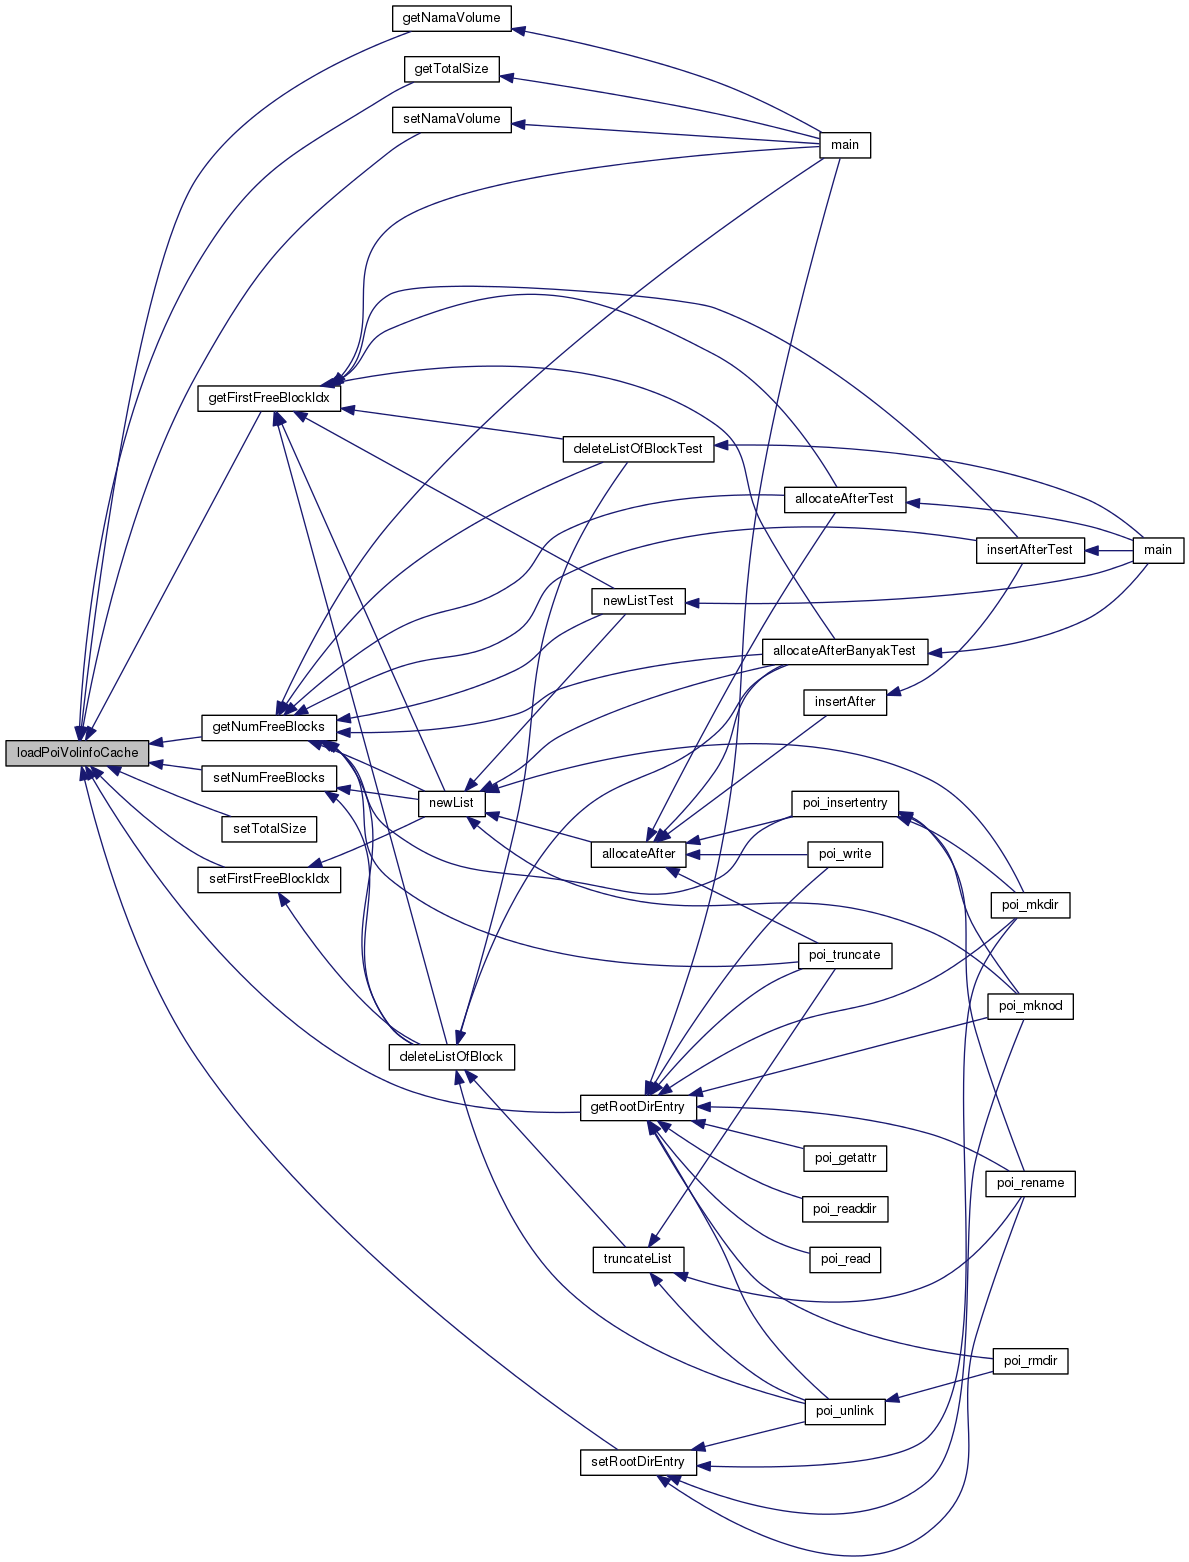 getNamaVolume
getTotalSize
setNamaVolume
main
getFirstFreeBlockIdx
deleteListOfBlockTest
allocateAfterTest
insertAfterTest
main
newListTest
allocateAfterBanyakTest
insertAfter
getNumFreeBlocks
loadPoiVolinfoCache
setNumFreeBlocks
newList
poi_insertentry
setTotalSize
allocateAfter
poi_write
setFirstFreeBlockIdx
poi_mkdir
poi_truncate
poi_mknod
deleteListOfBlock
getRootDirEntry
poi_getattr
poi_rename
poi_readdir
truncateList
poi_read
poi_rmdir
poi_unlink
setRootDirEntry